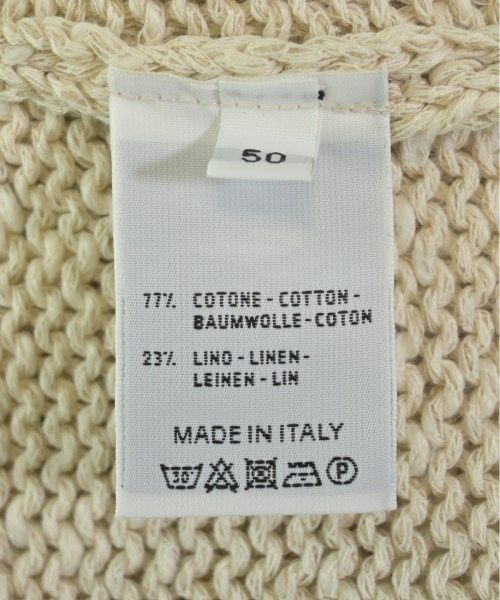 50
77% COTONE - COTTON -
BAUMWOLLE - COTON
23% LINO - LINEN -
LEINEN - LIN
MADE IN ITALY
30 P